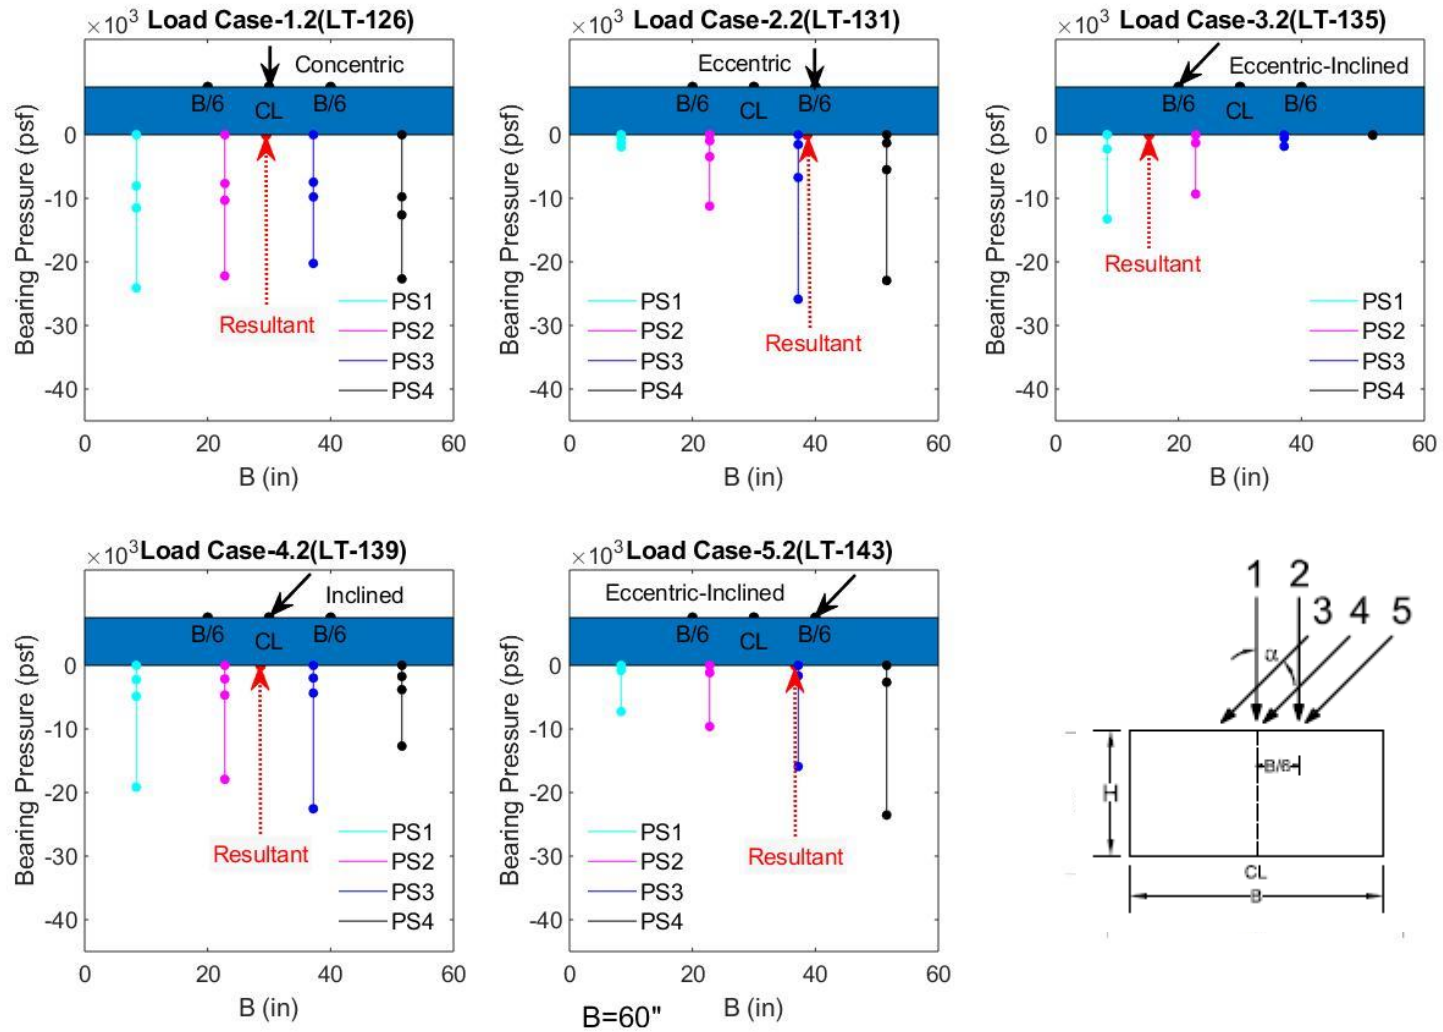 ×10³ Load Case-1.2(LT-126)
Concentric
B/6 CL B/6
Resultant
PS1
PS2
PS3
PS4
Bearing Pressure (psf)
0
-10
-20
-30
-40
0 20 40 60
B (in)
×10³ Load Case-2.2(LT-131)
Eccentric
B/6 CL B/6
Resultant
PS1
PS2
PS3
PS4
Bearing Pressure (psf)
0
-10
-20
-30
-40
0 20 40 60
B (in)
×10³ Load Case-3.2(LT-135)
Eccentric-Inclined
B/6 CL B/6
Resultant
PS1
PS2
PS3
PS4
Bearing Pressure (psf)
0
-10
-20
-30
-40
0 20 40 60
B (in)
×10³ Load Case-4.2(LT-139)
Inclined
B/6 CL B/6
Resultant
PS1
PS2
PS3
PS4
Bearing Pressure (psf)
0
-10
-20
-30
-40
0 20 40 60
B (in)
×10³ Load Case-5.2(LT-143)
Eccentric-Inclined
B/6 CL B/6
Resultant
PS1
PS2
PS3
PS4
Bearing Pressure (psf)
0
-10
-20
-30
-40
0 20 40 60
B (in)
B=60"
1 2
3 4 5
α
B/6
H
CL
B